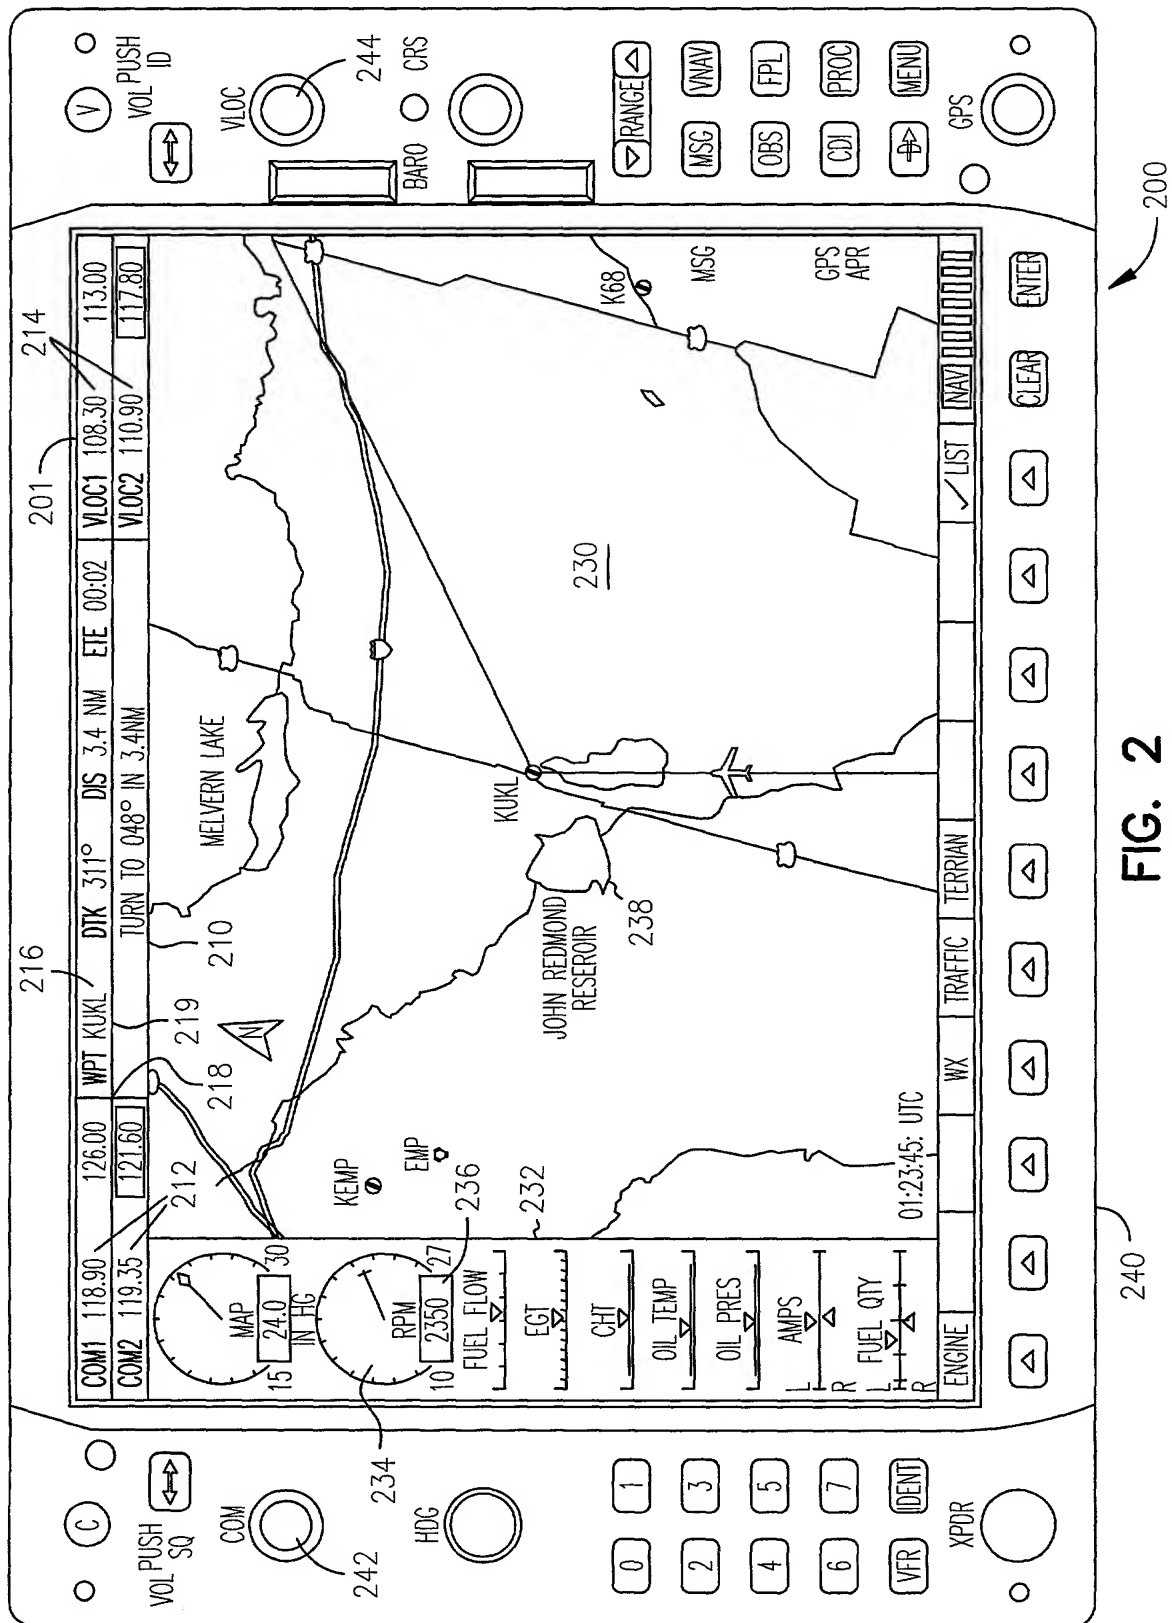 201
214
216
219
218
210
212
C
VOL PUSH
SQ
V
VOL PUSH
ID
COM1 118.90 126.00 WPT KUKL DTK 311° DIS 3.4 NM ETE 00:02 VLOC1 108.30 113.00
COM2 119.35 121.60 TURN TO 048° IN 3.4NM VLOC2 110.90 117.80
COM
242
HDG
VLOC
244
BARO
CRS
15 MAP 30
24.0
IN HG
10 RPM 27
2350
234
236
FUEL FLOW
EGT
232
CHT
OIL TEMP
OIL PRES
L AMPS
R
L FUEL QTY
R
N
MELVERN LAKE
KEMP
EMP
KUKL
JOHN REDMOND
RESEROIR
238
230
K68
MSG
GPS
APR
01:23:45: UTC
ENGINE WX TRAFFIC TERRIAN ✓ LIST NAV
0 1
2 3
4 5
6 7
VFR IDENT
XPDR
RANGE
MSG VNAV
OBS FPL
CDI PROC
D MENU
GPS
CLEAR ENTER
240
200
FIG. 2